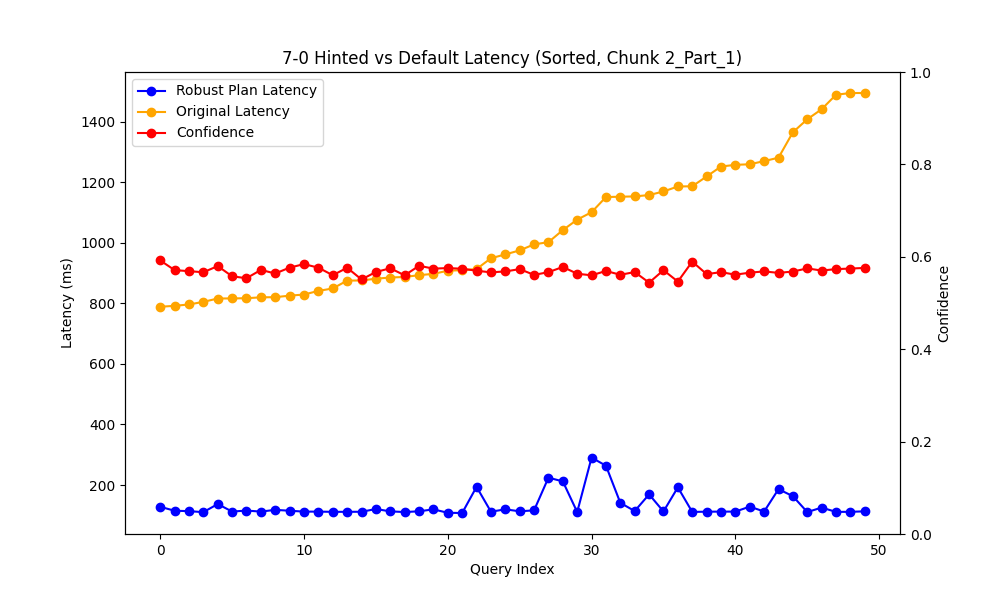 7-0 Hinted vs Default Latency (Sorted, Chunk 2_Part_1)
Robust Plan Latency
Original Latency
Confidence
Latency (ms)
1400
1200
1000
800
600
400
200
1.0
0.8
0.6
0.4
0.2
0.0
Confidence
0 10 20 30 40 50
Query Index